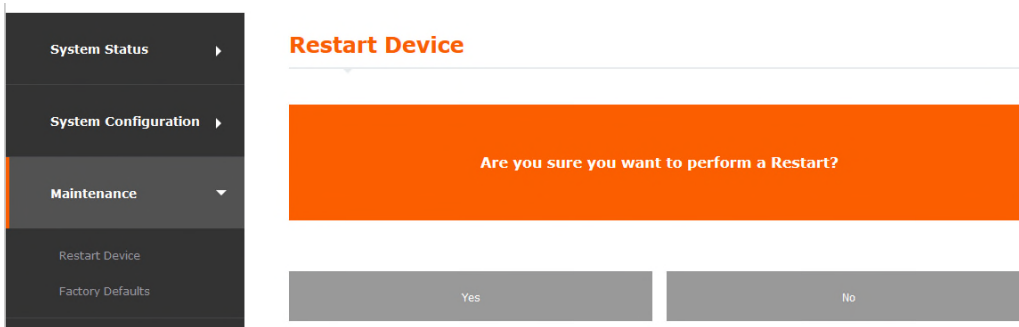 System Status
System Configuration
Maintenance
Restart Device
Factory Defaults
Restart Device
Are you sure you want to perform a Restart?
Yes
No